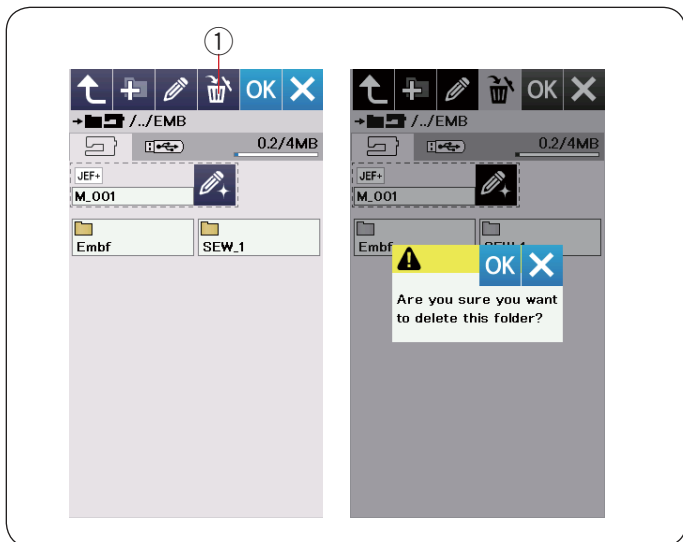 1
OK
→ /../EMB
0.2/4MB
JEF+
M_001
Embf
SEW_1
OK
→ /../EMB
0.2/4MB
JEF+
M_001
Embf
SEW_1
OK
Are you sure you want
to delete this folder?